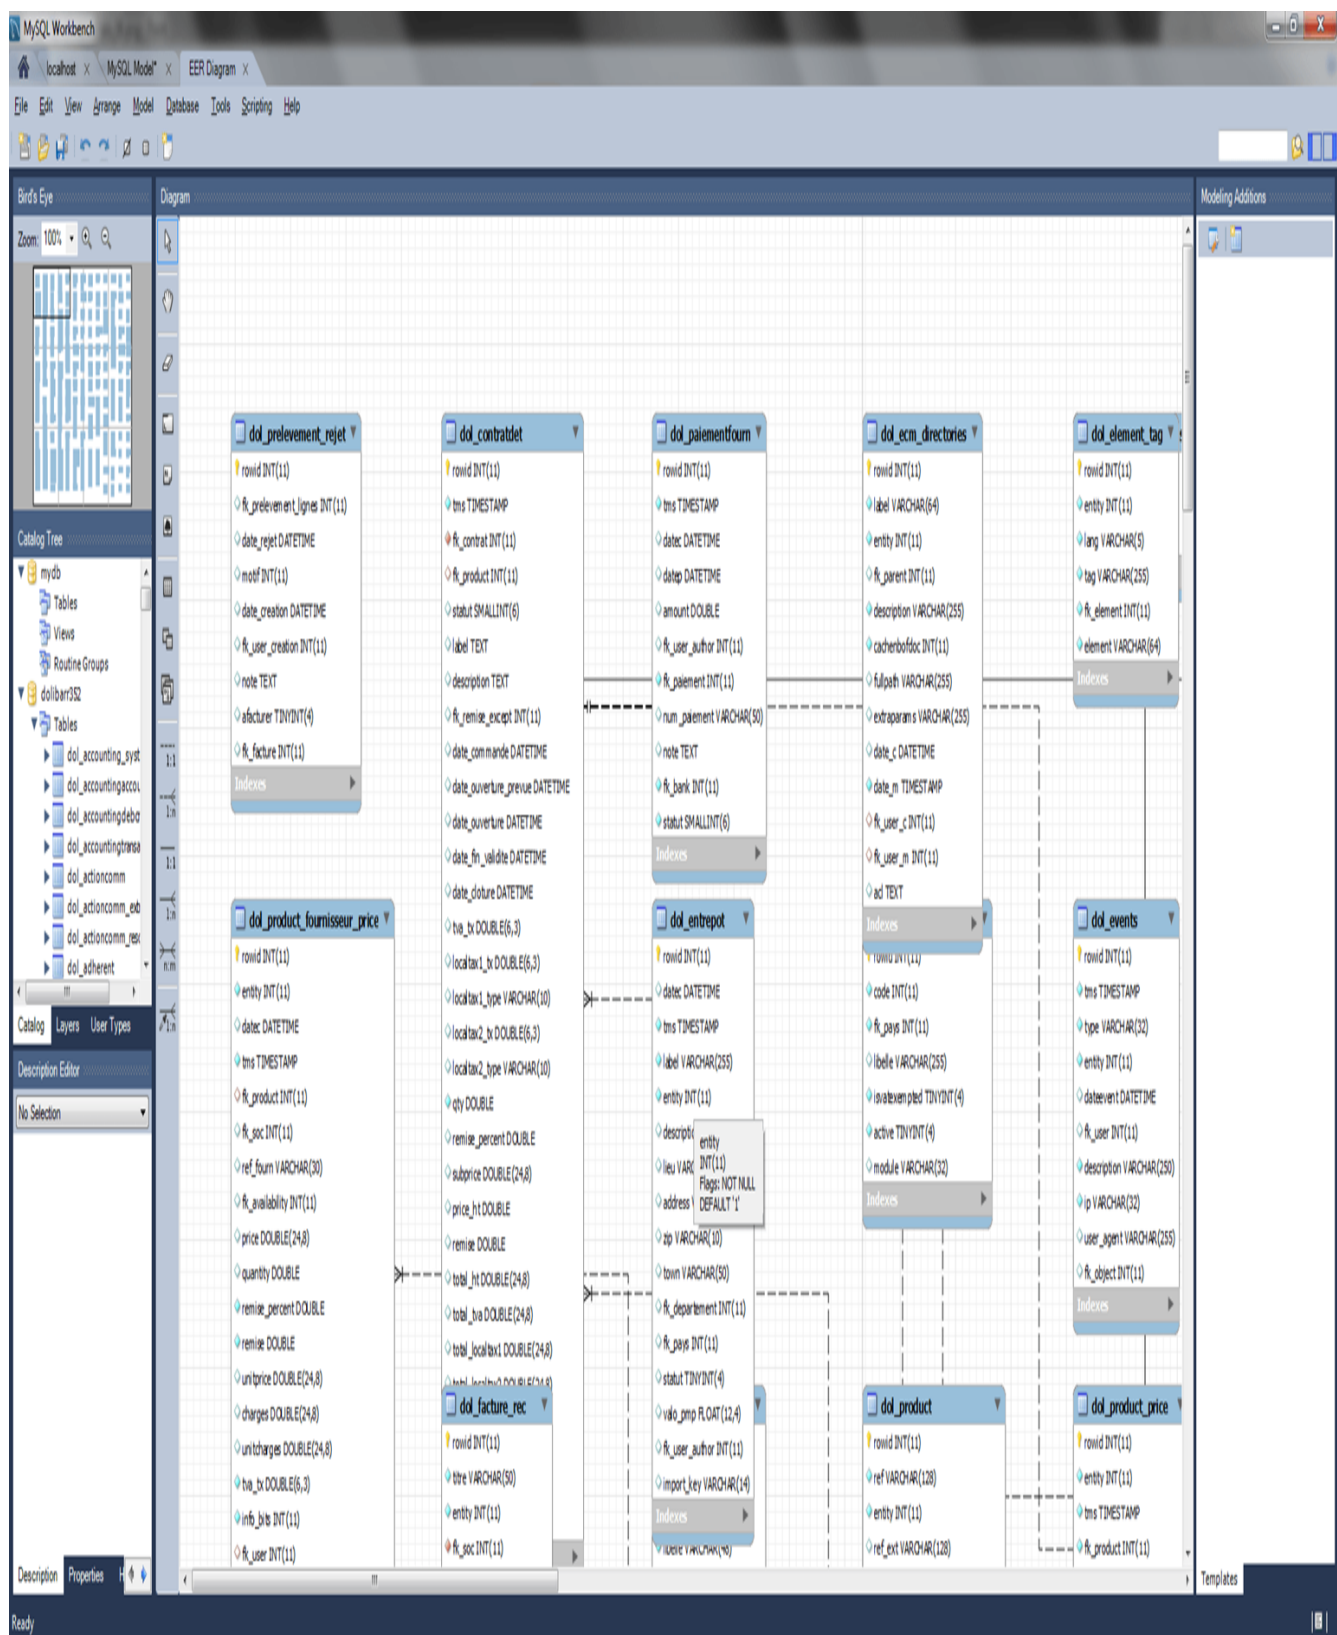 MySQL Workbench
localhost
MySQL Model*
EER Diagram
File Edit View Arrange Model Database Tools Scripting Help
Bird's Eye
Zoom: 100%
Diagram
Modeling Additions
dol_prelevement_rejet
rowid INT(11)
fk_prelevement_lignes INT(11)
date_rejet DATETIME
motif INT(11)
date_creation DATETIME
fk_user_creation INT(11)
note TEXT
afacturer TINYINT(4)
fk_facture INT(11)
Indexes
dol_contratdet
rowid INT(11)
tms TIMESTAMP
fk_contrat INT(11)
fk_product INT(11)
statut SMALLINT(6)
label TEXT
description TEXT
fk_remise_except INT(11)
date_commande DATETIME
date_ouverture_prevue DATETIME
date_ouverture DATETIME
date_fin_validite DATETIME
date_cloture DATETIME
tva_tx DOUBLE(6,3)
localtax1_tx DOUBLE(6,3)
localtax1_type VARCHAR(10)
localtax2_tx DOUBLE(6,3)
localtax2_type VARCHAR(10)
qty DOUBLE
remise_percent DOUBLE
subprice DOUBLE(24,8)
price_ht DOUBLE
remise DOUBLE
total_ht DOUBLE(24,8)
total_tva DOUBLE(24,8)
total_localtax1 DOUBLE(24,8)
total_localtax2 DOUBLE(24,8)
dol_paiementfourn
rowid INT(11)
tms TIMESTAMP
datec DATETIME
datep DATETIME
amount DOUBLE
fk_user_author INT(11)
fk_paiement INT(11)
num_paiement VARCHAR(50)
note TEXT
fk_bank INT(11)
statut SMALLINT(6)
Indexes
dol_ecm_directories
rowid INT(11)
label VARCHAR(64)
entity INT(11)
fk_parent INT(11)
description VARCHAR(255)
cachenbofdoc INT(11)
fullpath VARCHAR(255)
extraparams VARCHAR(255)
date_c DATETIME
date_m TIMESTAMP
fk_user_c INT(11)
fk_user_m INT(11)
acl TEXT
Indexes
dol_element_tag
rowid INT(11)
entity INT(11)
lang VARCHAR(5)
tag VARCHAR(255)
fk_element INT(11)
element VARCHAR(64)
Indexes
Catalog Tree
mydb
Tables
Views
Routine Groups
dolibarr352
Tables
dol_accounting_syst
dol_accountingaccou
dol_accountingdebo
dol_accountingtransa
dol_actioncomm
dol_actioncomm_ext
dol_actioncomm_reso
dol_adherent
Catalog Layers User Types
Description Editor
No Selection
dol_product_fournisseur_price
rowid INT(11)
entity INT(11)
datec DATETIME
tms TIMESTAMP
fk_product INT(11)
fk_soc INT(11)
ref_fourn VARCHAR(30)
fk_availability INT(11)
price DOUBLE(24,8)
quantity DOUBLE
remise_percent DOUBLE
remise DOUBLE
unitprice DOUBLE(24,8)
charges DOUBLE(24,8)
unitcharges DOUBLE(24,8)
tva_tx DOUBLE(6,3)
info_bits INT(11)
fk_user INT(11)
dol_facture_rec
rowid INT(11)
titre VARCHAR(50)
entity INT(11)
fk_soc INT(11)
dol_entrepot
rowid INT(11)
datec DATETIME
tms TIMESTAMP
label VARCHAR(255)
entity INT(11)
descriptio
lieu VARC
address
zip VARCHAR(10)
town VARCHAR(50)
fk_departement INT(11)
fk_pays INT(11)
statut TINYINT(4)
valo_pmp FLOAT(12,4)
fk_user_author INT(11)
import_key VARCHAR(14)
Indexes
libelle VARCHAR(48)
entity
INT(11)
Flags: NOT NULL
DEFAULT '1'
rowid INT(11)
code INT(11)
fk_pays INT(11)
libelle VARCHAR(255)
isvatexempted TINYINT(4)
active TINYINT(4)
module VARCHAR(32)
Indexes
dol_events
rowid INT(11)
tms TIMESTAMP
type VARCHAR(32)
entity INT(11)
dateevent DATETIME
fk_user INT(11)
description VARCHAR(250)
ip VARCHAR(32)
user_agent VARCHAR(255)
fk_object INT(11)
Indexes
dol_product
rowid INT(11)
ref VARCHAR(128)
entity INT(11)
ref_ext VARCHAR(128)
dol_product_price
rowid INT(11)
entity INT(11)
tms TIMESTAMP
fk_product INT(11)
1:1
1:n
1:1
1:n
n:m
1:n
Description Properties H
Templates
Ready